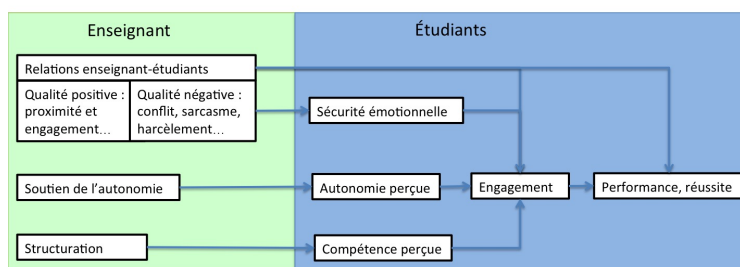 Enseignant
Étudiants
Relations enseignant-étudiants
Qualité positive :
proximité et
engagement...
Qualité négative :
conflit, sarcasme,
harcèlement...
Sécurité émotionnelle
Soutien de l'autonomie
Autonomie perçue
Engagement
Performance, réussite
Structuration
Compétence perçue